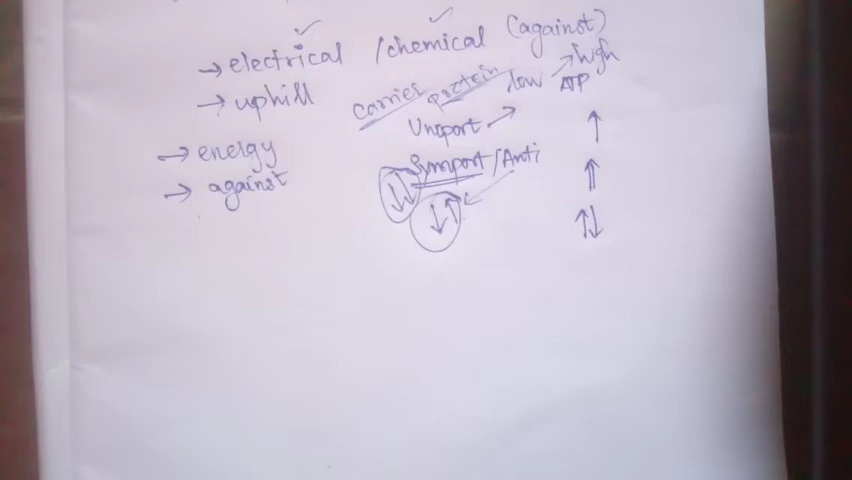 → electrical / chemical (against)
→ uphill
Carrier Protein
low → high
ATP
Uniport →
→ energy
Symport / Anti
→ against